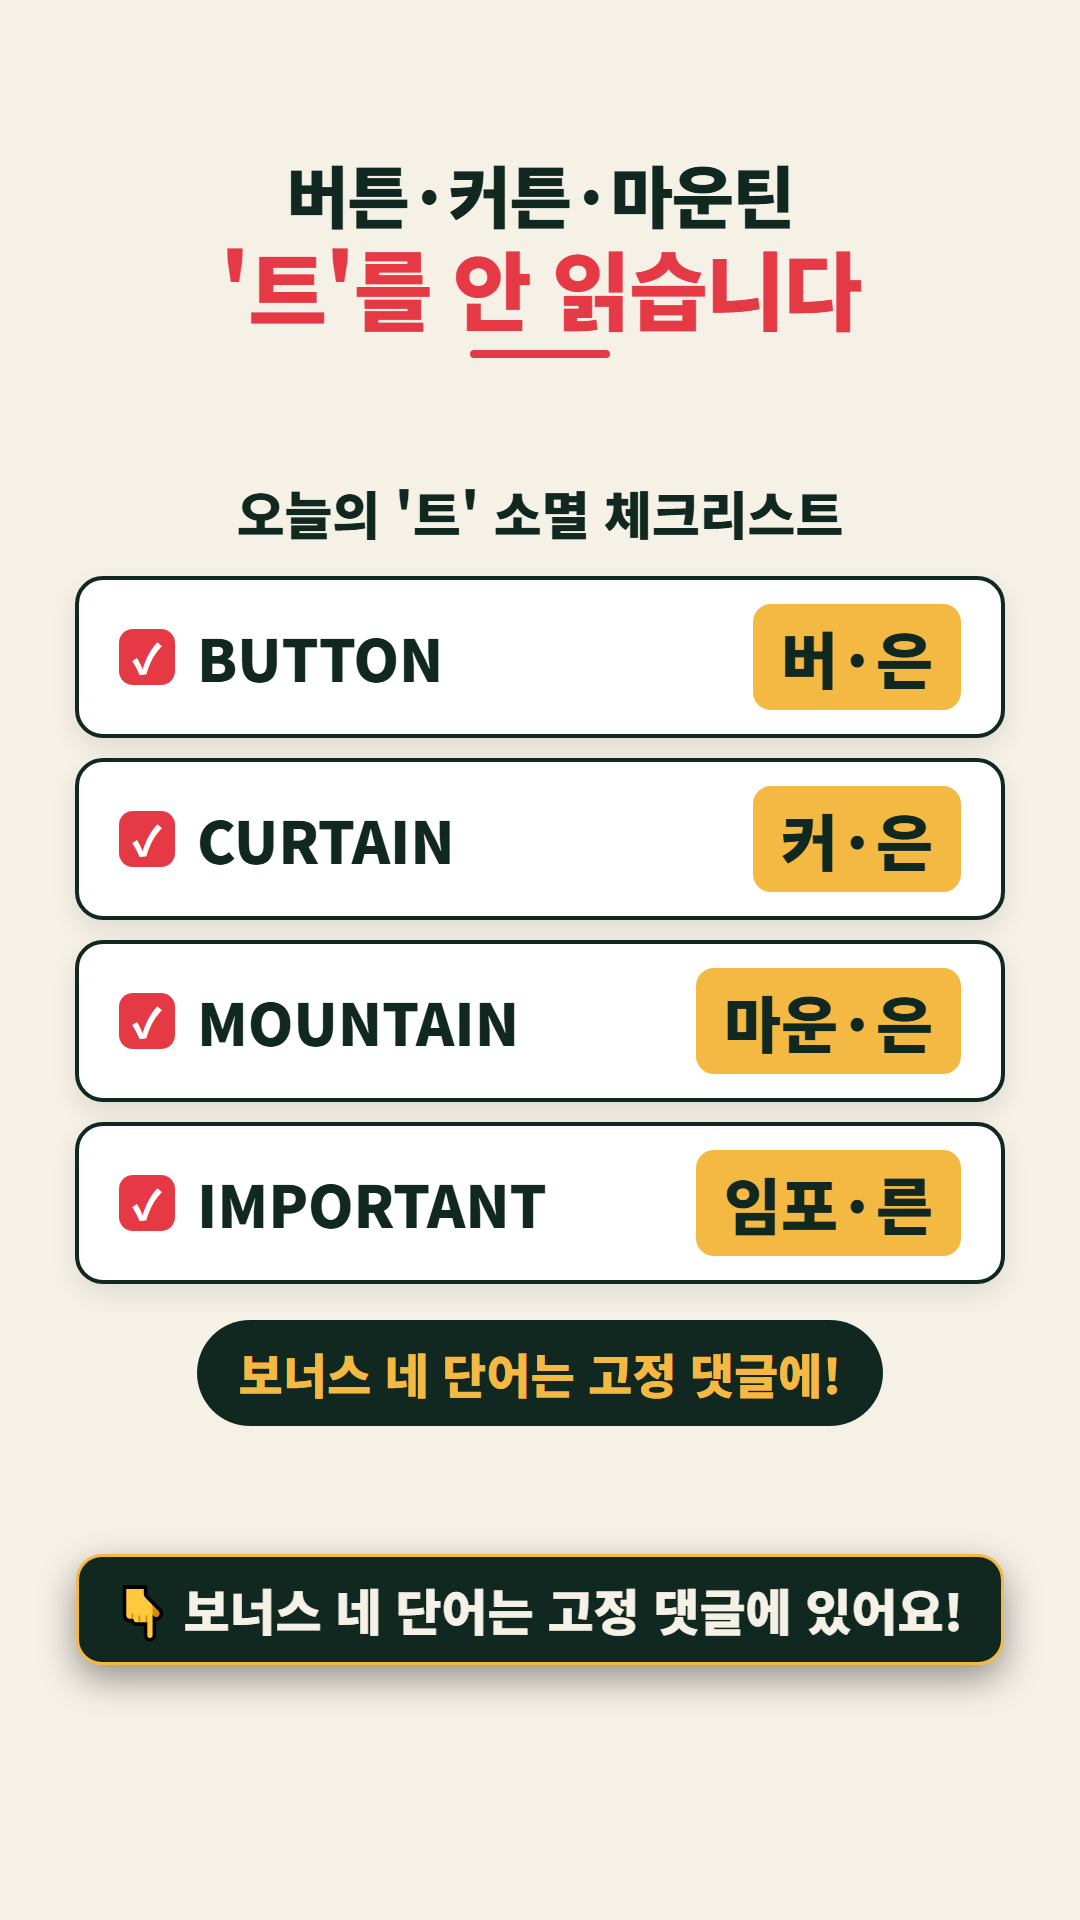 버튼·커튼·마운틴
'트'를 안 읽습니다
오늘의 '트' 소멸 체크리스트
✓ BUTTON 버·은
✓ CURTAIN 커·은
✓ MOUNTAIN 마운·은
✓ IMPORTANT 임포·른
보너스 네 단어는 고정 댓글에!
👇 보너스 네 단어는 고정 댓글에 있어요!